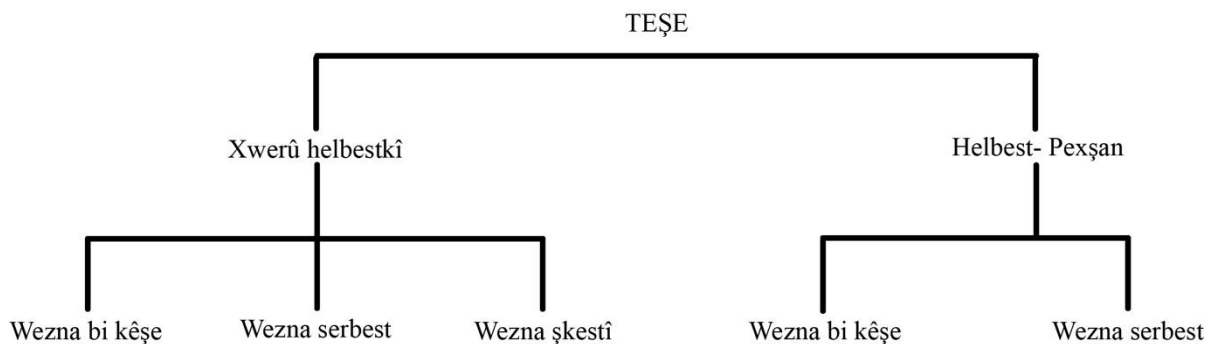 TEŞE
Xwerû helbestkî
Helbest- Pexşan
Wezna bi kêşe
Wezna serbest
Wezna şkestî
Wezna bi kêşe
Wezna serbest